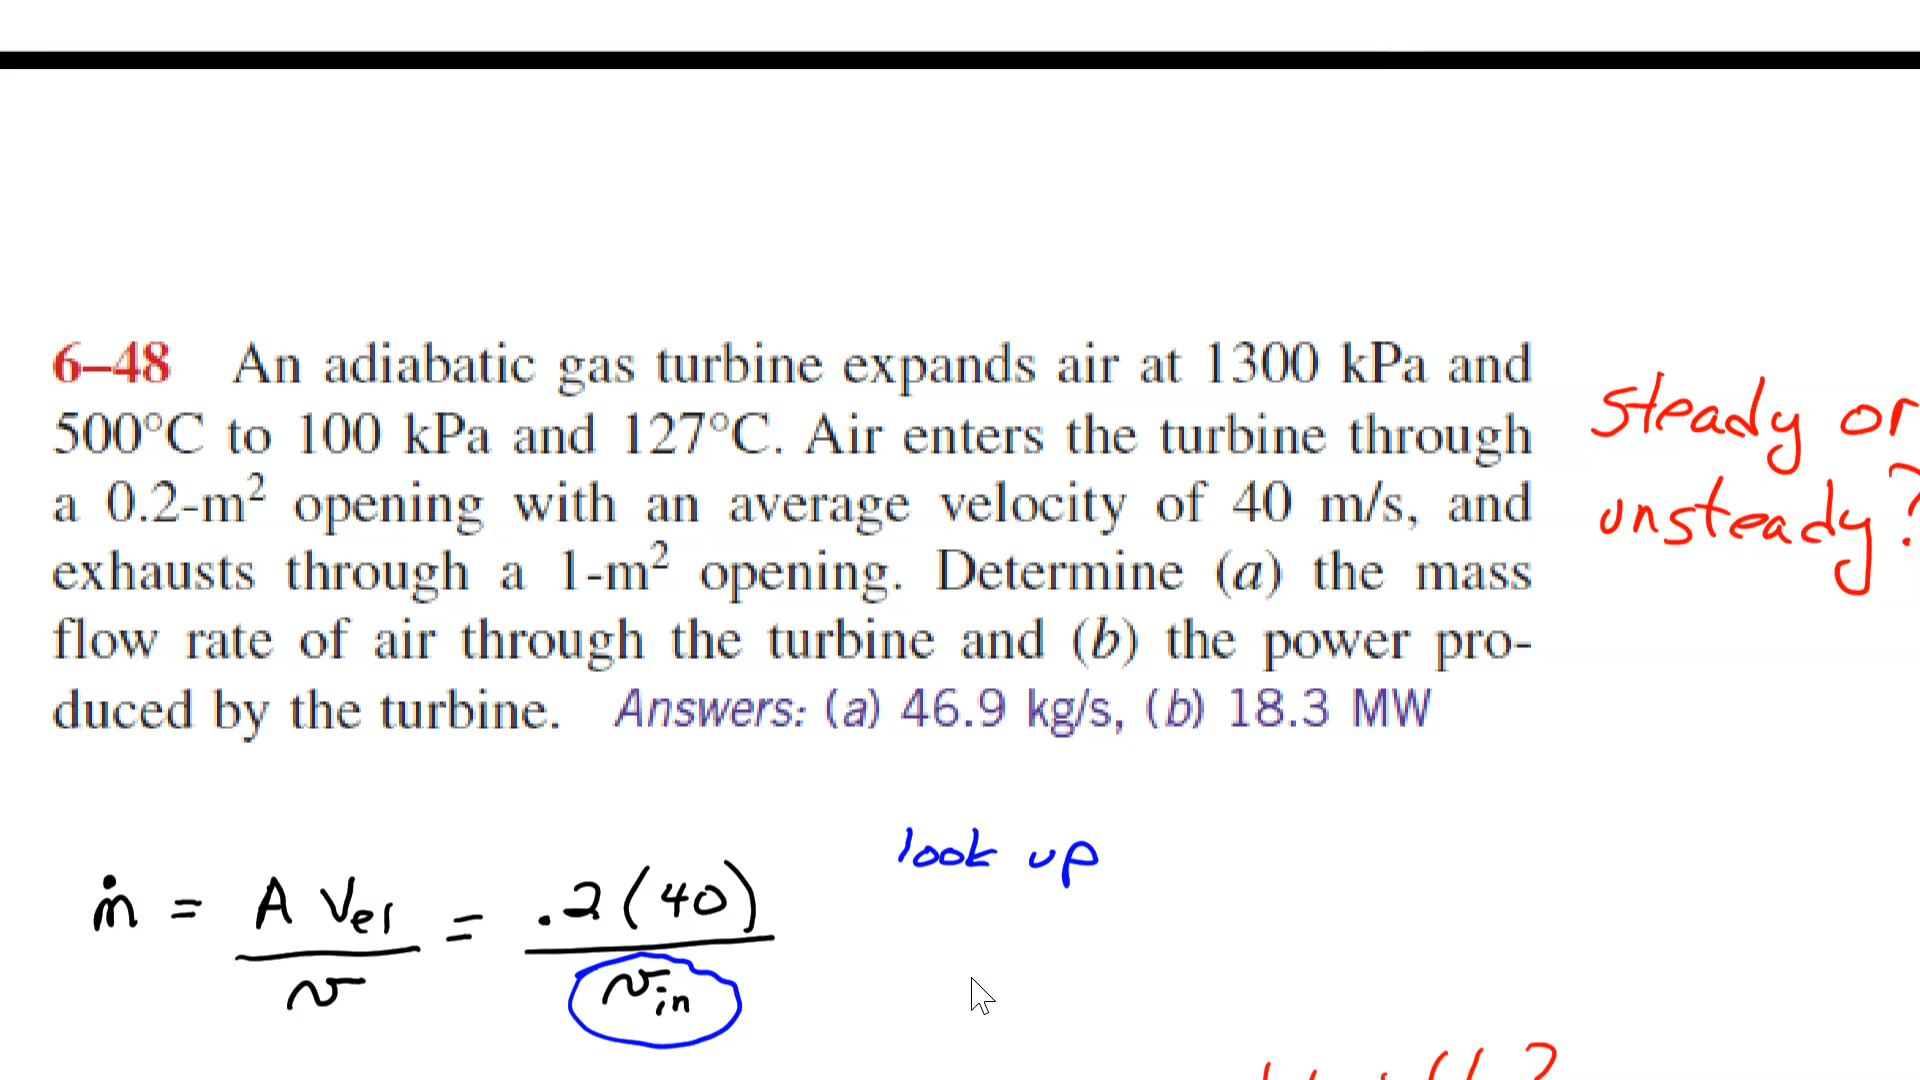 6–48 An adiabatic gas turbine expands air at 1300 kPa and
500°C to 100 kPa and 127°C. Air enters the turbine through
a 0.2-m² opening with an average velocity of 40 m/s, and
exhausts through a 1-m² opening. Determine (a) the mass
flow rate of air through the turbine and (b) the power pro-
duced by the turbine. Answers: (a) 46.9 kg/s, (b) 18.3 MW
steady or
unsteady?
look up
ṁ = A Vel / v = .2(40) / v in